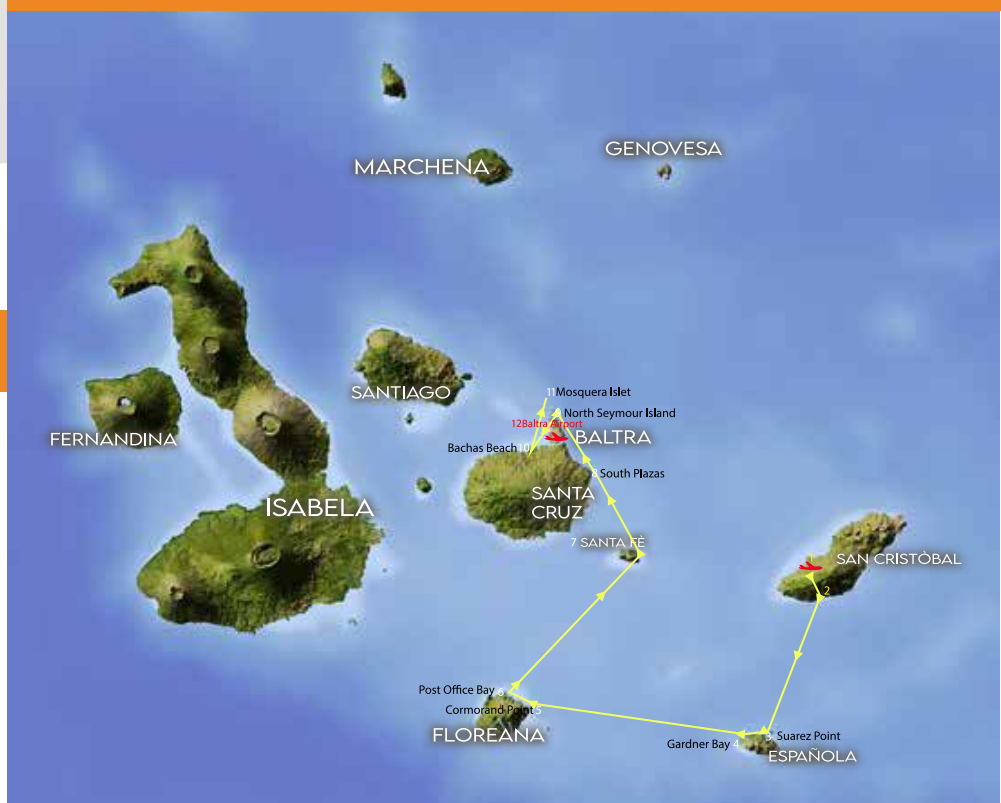 GENOVESA
MARCHENA
SANTIAGO
11 Mosquera Islet
9 North Seymour Island
12Baltra Airport
BALTRA
FERNANDINA
Bachas Beach 10
8 South Plazas
SANTA
CRUZ
ISABELA
7 SANTA FÈ
1
SAN CRISTÒBAL
2
Post Office Bay 6
Cormorand Point 5
FLOREANA
3 Suarez Point
Gardner Bay 4
ESPAÑOLA